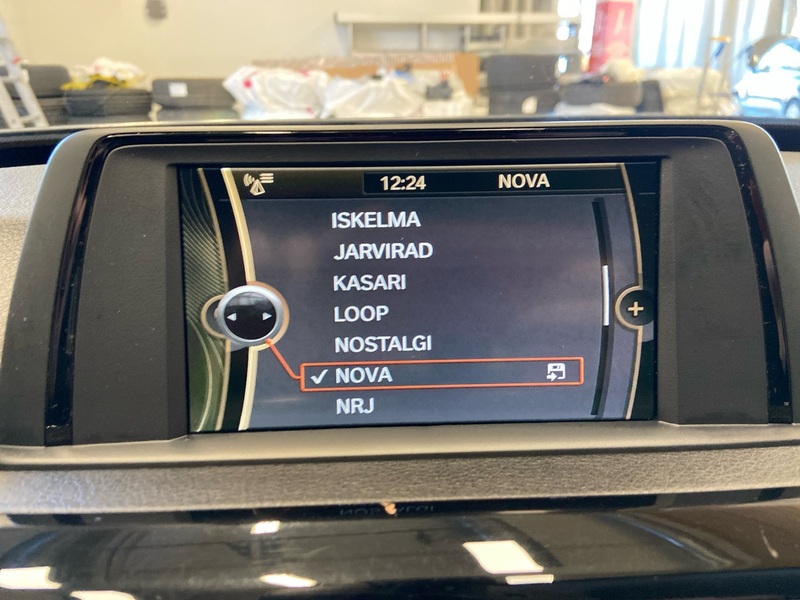 12:24 NOVA
ISKELMA
JARVIRAD
KASARI
LOOP
NOSTALGI
NOVA
NRJ